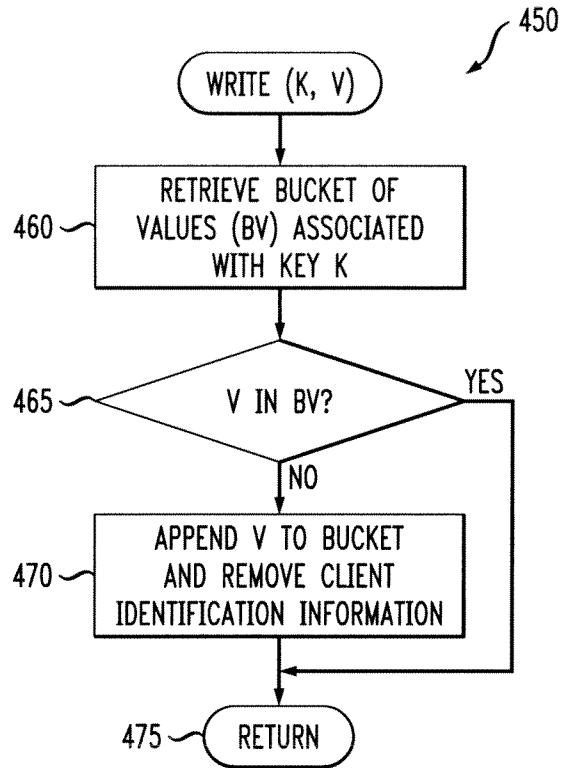 450
WRITE (K, V)
460
RETRIEVE BUCKET OF
VALUES (BV) ASSOCIATED
WITH KEY K
465
V IN BV?
YES
NO
470
APPEND V TO BUCKET
AND REMOVE CLIENT
IDENTIFICATION INFORMATION
475
RETURN